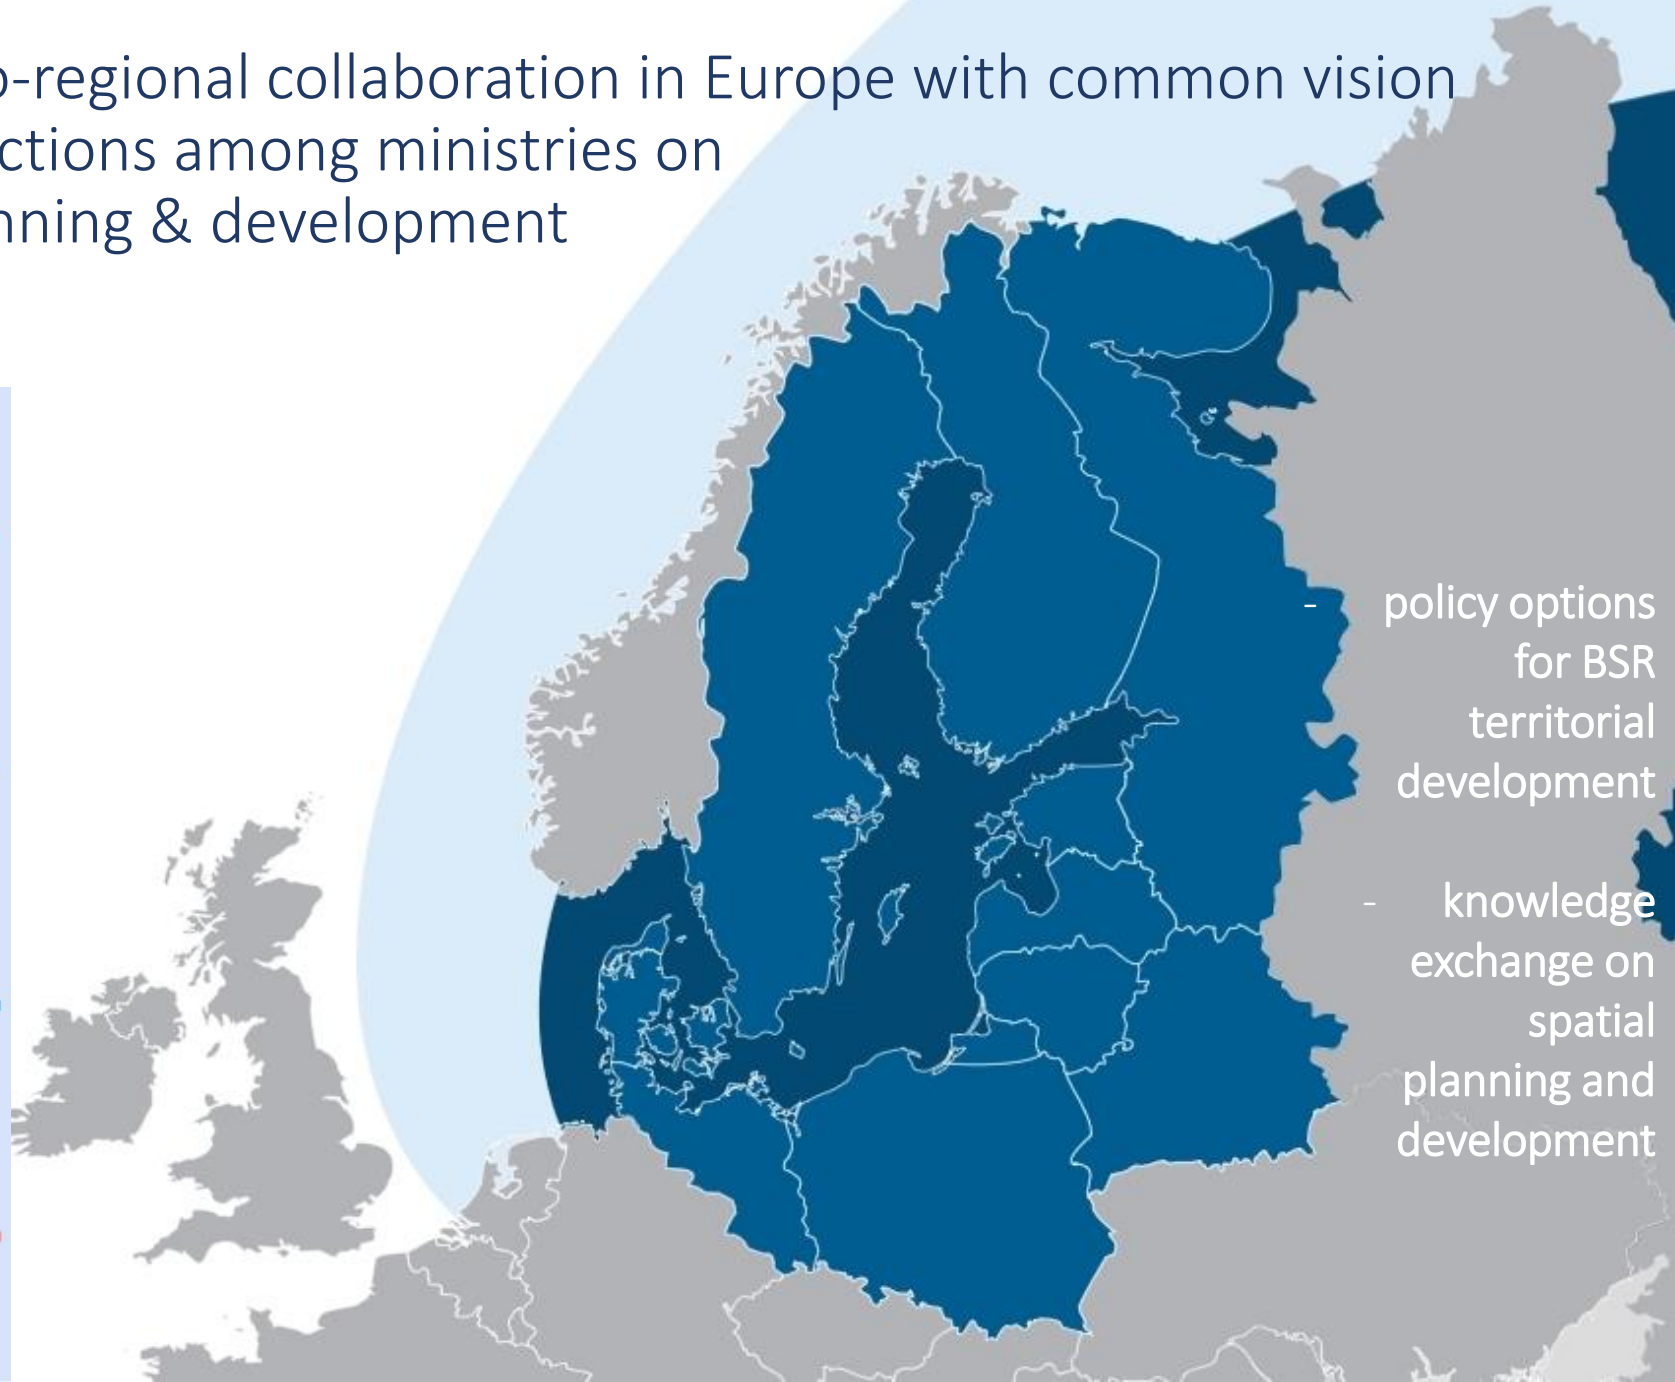 -regional collaboration in Europe with common vision
ctions among ministries on
nning & development
- policy options
for BSR
territorial
development
- knowledge
exchange on
spatial
planning and
development